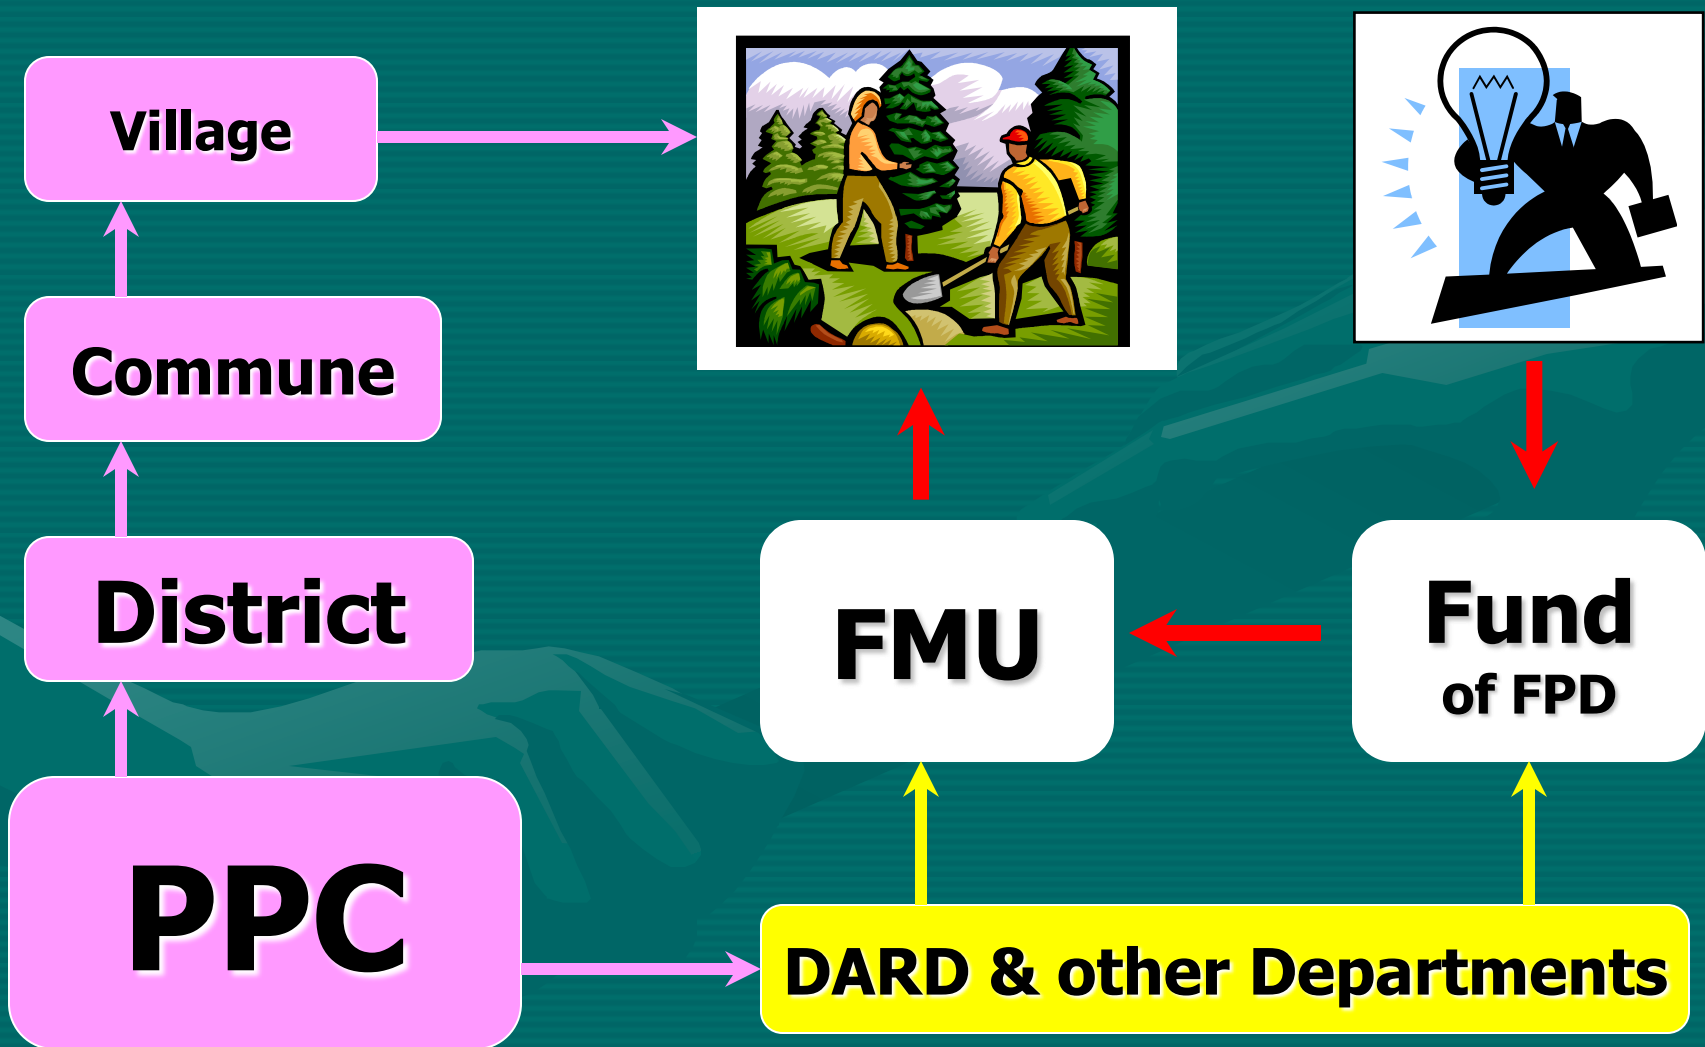 Village
Commune
District
PPC
FMU
Fund
of FPD
DARD & other Departments